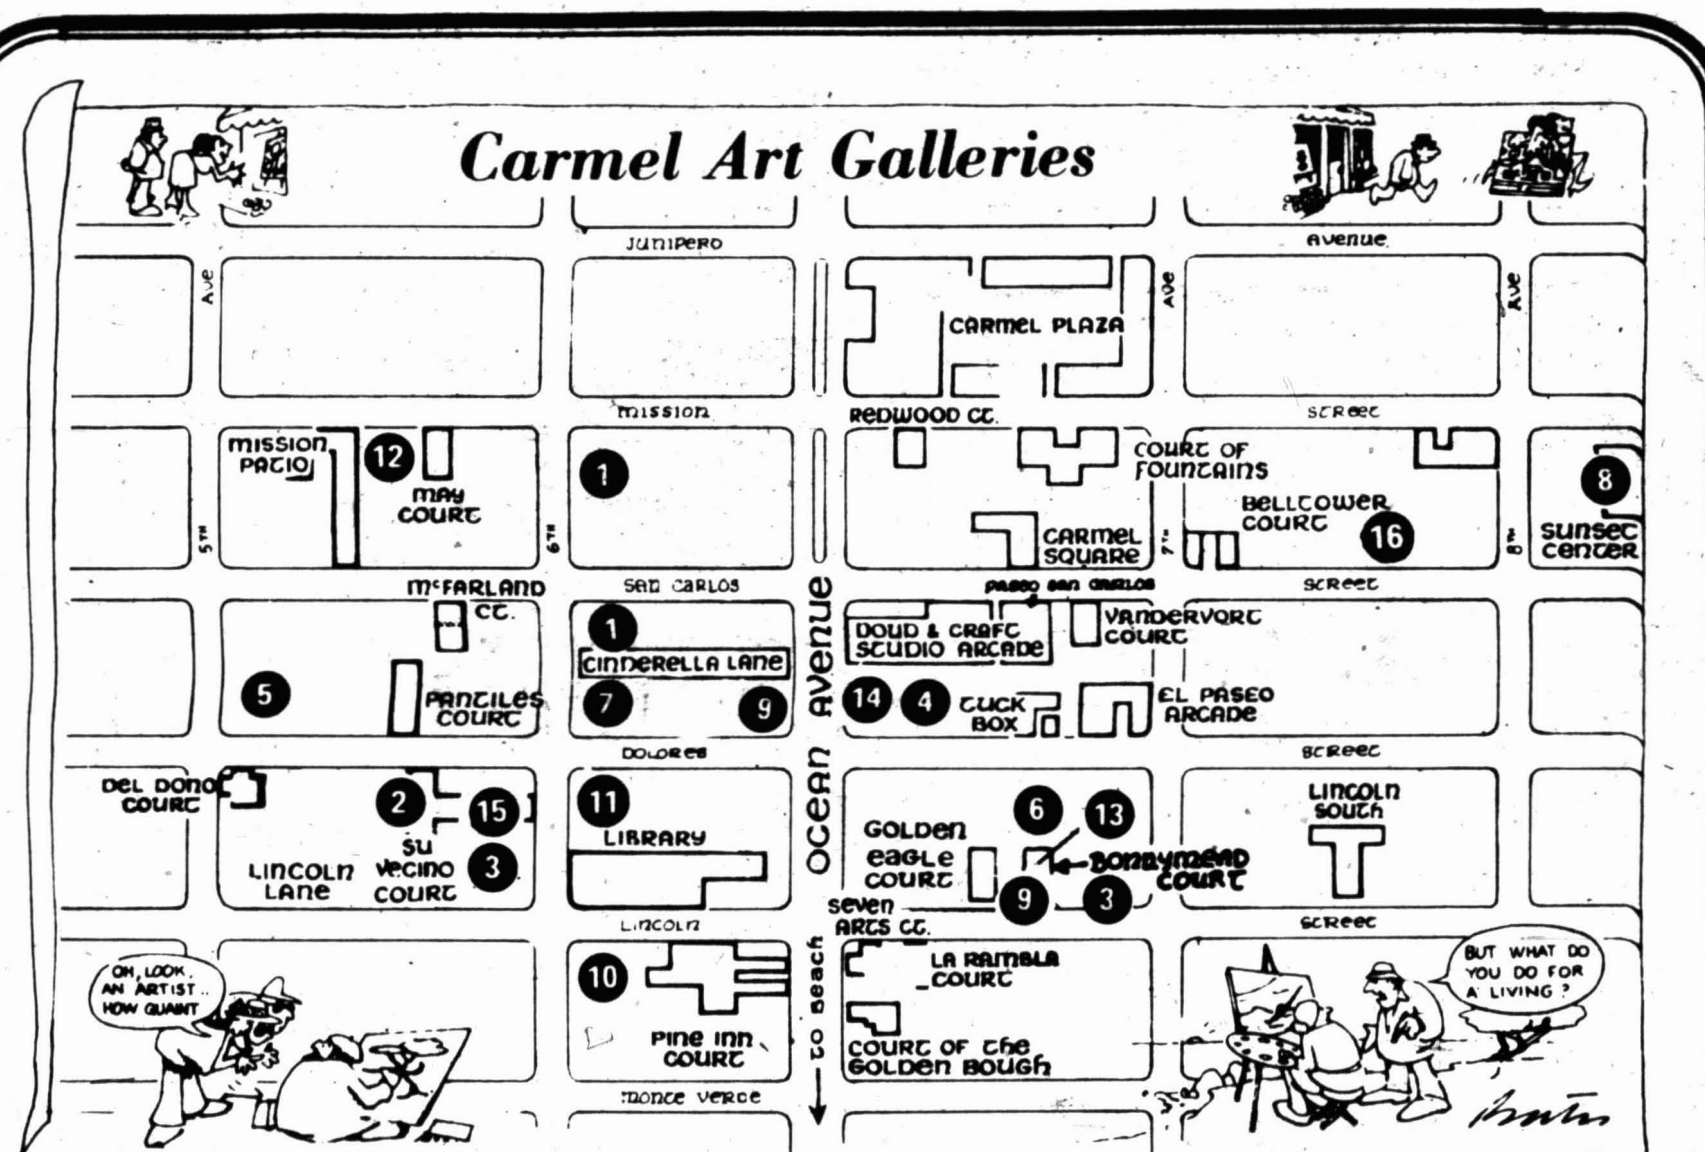 Carmel Art Galleries
JUNIPERO
AVENUE
AVE
AVE
AVE
CARMEL PLAZA
MISSION
REDWOOD CT.
STREET
MISSION
PATIO
12
MAY
COURT
1
COURT OF
FOUNTAINS
BELLTOWER
COURT
16
8
SUNSET
CENTER
CARMEL
SQUARE
5TH
6TH
7TH
8TH
McFARLAND
CT.
SAN CARLOS
PASEO SAN CARLOS
STREET
1
CINDERELLA LANE
DOUD & CRAFT
STUDIO ARCADE
VANDERVORT
COURT
5
PANTILES
COURT
7
9
14
4
TUCK
BOX
EL PASEO
ARCADE
OCEAN AVENUE
DOLORES
STREET
DEL DONO
COURT
2
15
11
LIBRARY
6
13
LINCOLN
SOUTH
GOLDEN
EAGLE
COURT
BONNYMEAD
COURT
LINCOLN
LANE
SU
VECINO
COURT
3
9
3
SEVEN
ARTS CT.
LINCOLN
STREET
10
PINE INN
COURT
LA RAMBLA
COURT
COURT OF THE
GOLDEN BOUGH
TO BEACH
MONTE VERDE
OH, LOOK,
AN ARTIST..
HOW QUAINT
BUT WHAT DO
YOU DO FOR
A LIVING?